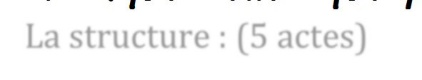 La structure : (5 actes)